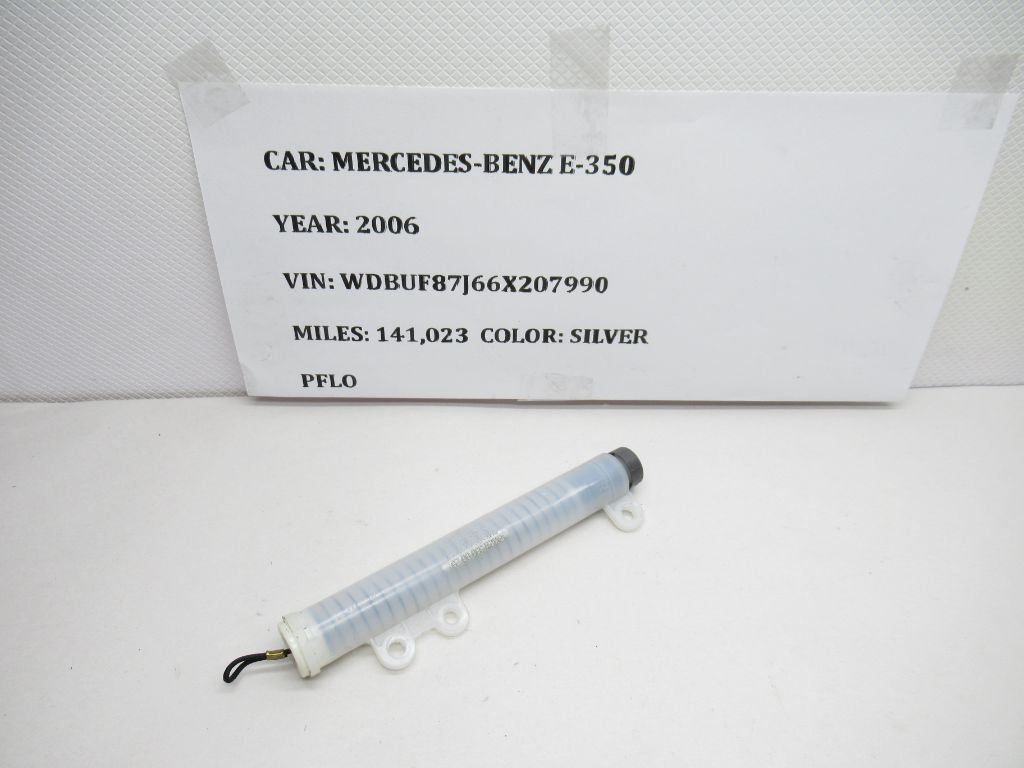 CAR: MERCEDES-BENZ E-350
YEAR: 2006
VIN: WDBUF87J66X207990
MILES: 141,023 COLOR: SILVER
PFLO